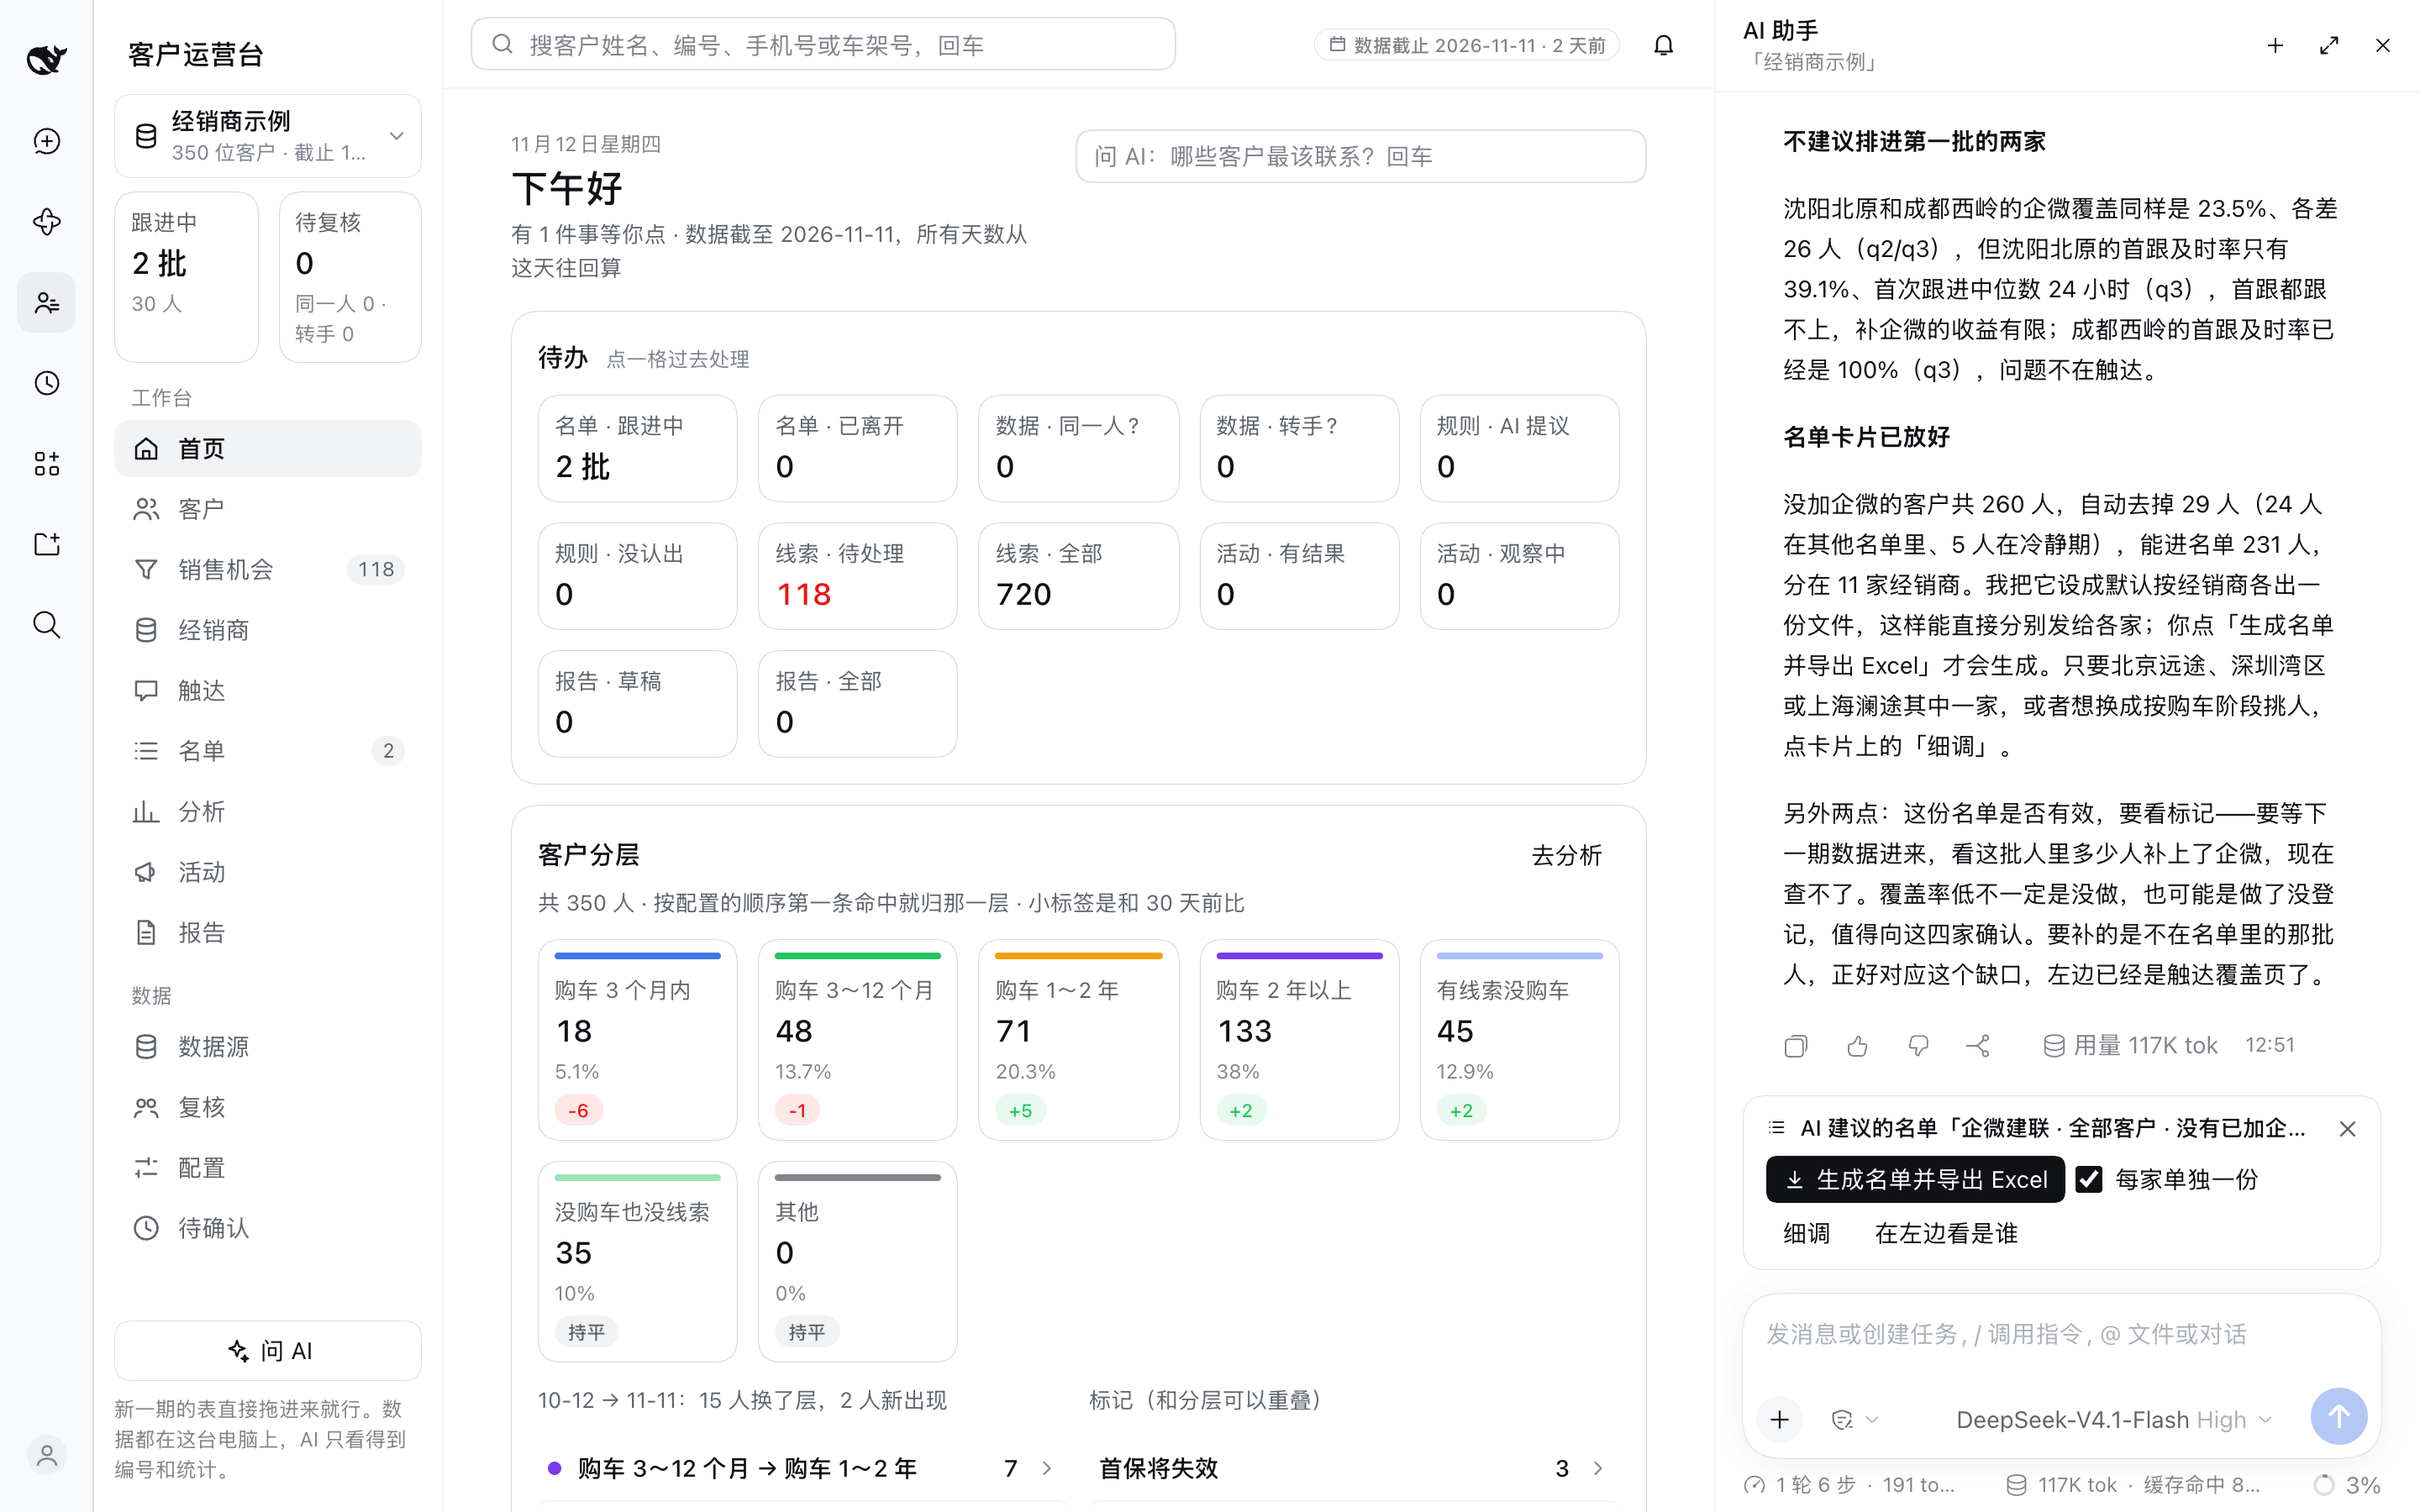 客户运营台
经销商示例
350 位客户 · 截止 1...
跟进中
2 批
30 人
待复核
0
同一人 0 ·
转手 0
工作台
首页
客户
销售机会
118
经销商
触达
名单
2
分析
活动
报告
数据
数据源
复核
配置
待确认
问 AI
新一期的表直接拖进来就行。数
据都在这台电脑上，AI 只看得到
编号和统计。
搜客户姓名、编号、手机号或车架号，回车
数据截止 2026-11-11 · 2 天前
11月12日星期四
下午好
有 1 件事等你点 · 数据截至 2026-11-11，所有天数从
这天往回算
问 AI：哪些客户最该联系？回车
待办 点一格过去处理
名单 · 跟进中
2 批
名单 · 已离开
0
数据 · 同一人？
0
数据 · 转手？
0
规则 · AI 提议
0
规则 · 没认出
0
线索 · 待处理
118
线索 · 全部
720
活动 · 有结果
0
活动 · 观察中
0
报告 · 草稿
0
报告 · 全部
0
客户分层
去分析
共 350 人 · 按配置的顺序第一条命中就归那一层 · 小标签是和 30 天前比
购车 3 个月内
18
5.1%
-6
购车 3～12 个月
48
13.7%
-1
购车 1～2 年
71
20.3%
+5
购车 2 年以上
133
38%
+2
有线索没购车
45
12.9%
+2
没购车也没线索
35
10%
持平
其他
0
0%
持平
10-12 → 11-11：15 人换了层，2 人新出现
购车 3～12 个月 → 购车 1～2 年
7
标记（和分层可以重叠）
首保将失效
3
AI 助手
「经销商示例」
不建议排进第一批的两家
沈阳北原和成都西岭的企微覆盖同样是 23.5%、各差
26 人（q2/q3），但沈阳北原的首跟及时率只有
39.1%、首次跟进中位数 24 小时（q3），首跟都跟
不上，补企微的收益有限；成都西岭的首跟及时率已
经是 100%（q3），问题不在触达。
名单卡片已放好
没加企微的客户共 260 人，自动去掉 29 人（24 人
在其他名单里、5 人在冷静期），能进名单 231 人，
分在 11 家经销商。我把它设成默认按经销商各出一
份文件，这样能直接分别发给各家；你点「生成名单
并导出 Excel」才会生成。只要北京远途、深圳湾区
或上海澜途其中一家，或者想换成按购车阶段挑人，
点卡片上的「细调」。
另外两点：这份名单是否有效，要看标记——要等下
一期数据进来，看这批人里多少人补上了企微，现在
查不了。覆盖率低不一定是没做，也可能是做了没登
记，值得向这四家确认。要补的是不在名单里的那批
人，正好对应这个缺口，左边已经是触达覆盖页了。
用量 117K tok
12:51
AI 建议的名单「企微建联 · 全部客户 · 没有已加企...
生成名单并导出 Excel
每家单独一份
细调
在左边看是谁
发消息或创建任务, / 调用指令, @ 文件或对话
DeepSeek-V4.1-Flash High
1 轮 6 步 · 191 to...
117K tok · 缓存命中 8...
3%